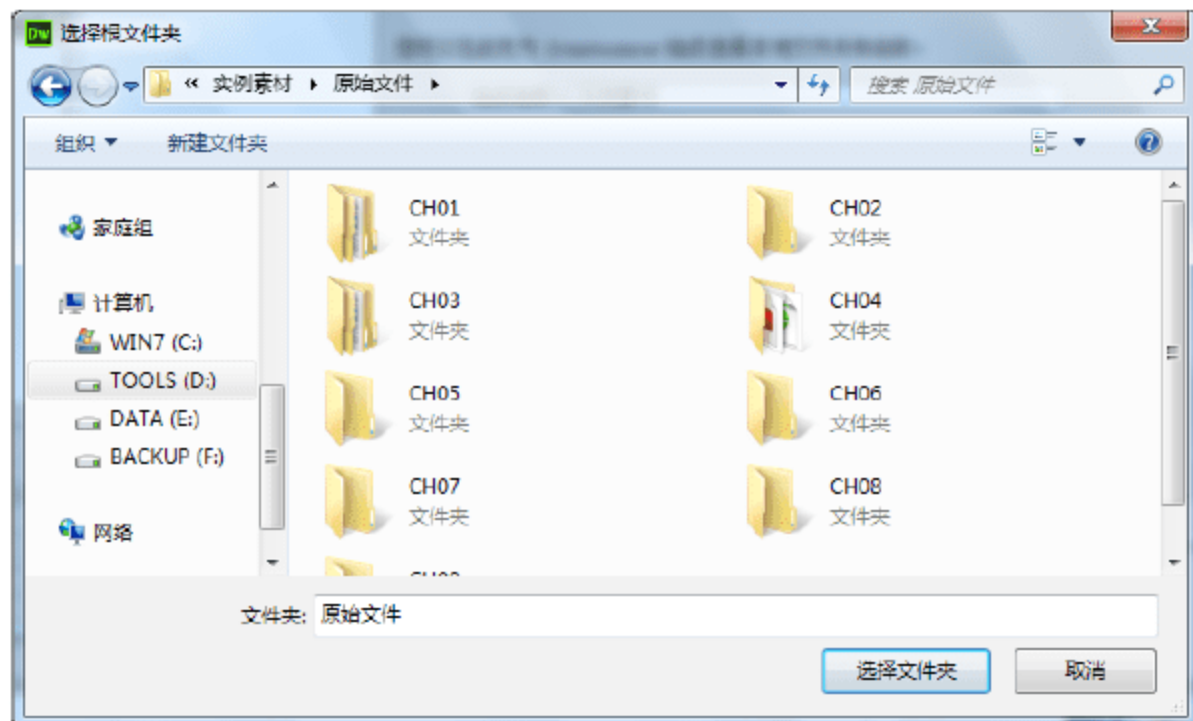 Dw 选择根文件夹
« 实例素材 原始文件
搜索 原始文件
组织 新建文件夹
家庭组
计算机
WIN7 (C:)
TOOLS (D:)
DATA (E:)
BACKUP (F:)
网络
CH01
文件夹
CH02
文件夹
CH03
文件夹
CH04
文件夹
CH05
文件夹
CH06
文件夹
CH07
文件夹
CH08
文件夹
文件夹: 原始文件
选择文件夹 取消